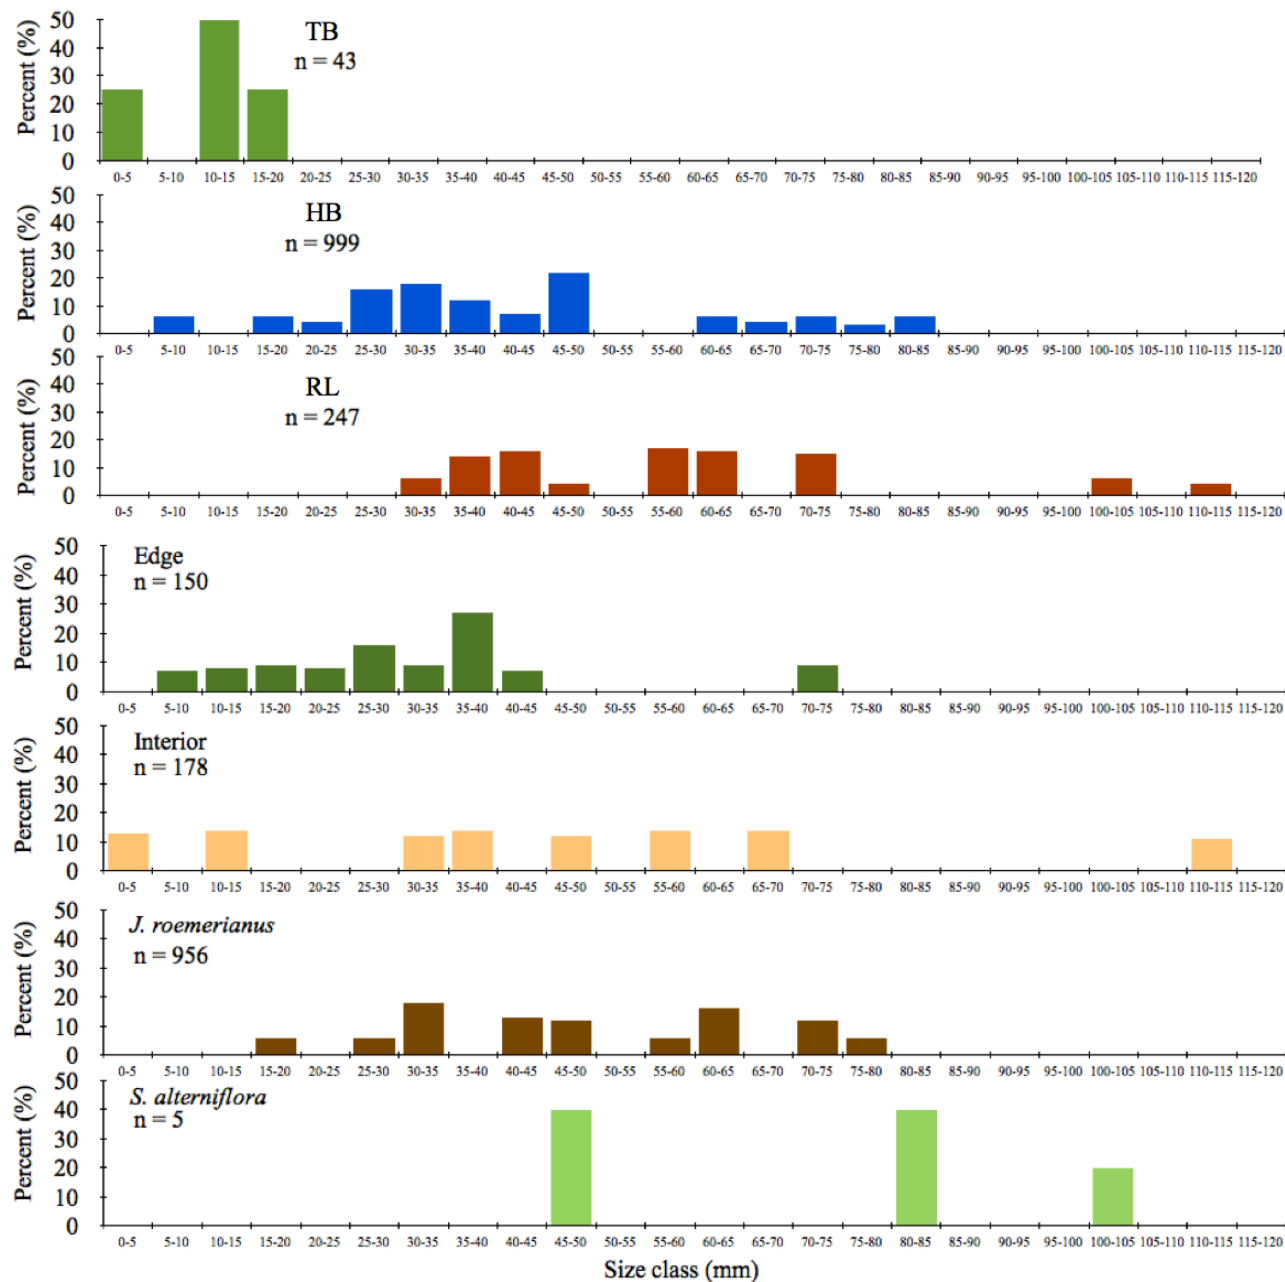 Percent (%)
50
40
30
20
10
0
TB
n = 43
0-5 5-10 10-15 15-20 20-25 25-30 30-35 35-40 40-45 45-50 50-55 55-60 60-65 65-70 70-75 75-80 80-85 85-90 90-95 95-100 100-105 105-110 110-115 115-120
Percent (%)
50
40
30
20
10
0
HB
n = 999
0-5 5-10 10-15 15-20 20-25 25-30 30-35 35-40 40-45 45-50 50-55 55-60 60-65 65-70 70-75 75-80 80-85 85-90 90-95 95-100 100-105 105-110 110-115 115-120
Percent (%)
50
40
30
20
10
0
RL
n = 247
0-5 5-10 10-15 15-20 20-25 25-30 30-35 35-40 40-45 45-50 50-55 55-60 60-65 65-70 70-75 75-80 80-85 85-90 90-95 95-100 100-105 105-110 110-115 115-120
Percent (%)
50
40
30
20
10
0
Edge
n = 150
0-5 5-10 10-15 15-20 20-25 25-30 30-35 35-40 40-45 45-50 50-55 55-60 60-65 65-70 70-75 75-80 80-85 85-90 90-95 95-100 100-105 105-110 110-115 115-120
Percent (%)
50
40
30
20
10
0
Interior
n = 178
0-5 5-10 10-15 15-20 20-25 25-30 30-35 35-40 40-45 45-50 50-55 55-60 60-65 65-70 70-75 75-80 80-85 85-90 90-95 95-100 100-105 105-110 110-115 115-120
Percent (%)
50
40
30
20
10
0
J. roemerianus
n = 956
0-5 5-10 10-15 15-20 20-25 25-30 30-35 35-40 40-45 45-50 50-55 55-60 60-65 65-70 70-75 75-80 80-85 85-90 90-95 95-100 100-105 105-110 110-115 115-120
Percent (%)
50
40
30
20
10
0
S. alterniflora
n = 5
0-5 5-10 10-15 15-20 20-25 25-30 30-35 35-40 40-45 45-50 50-55 55-60 60-65 65-70 70-75 75-80 80-85 85-90 90-95 95-100 100-105 105-110 110-115 115-120
Size class (mm)